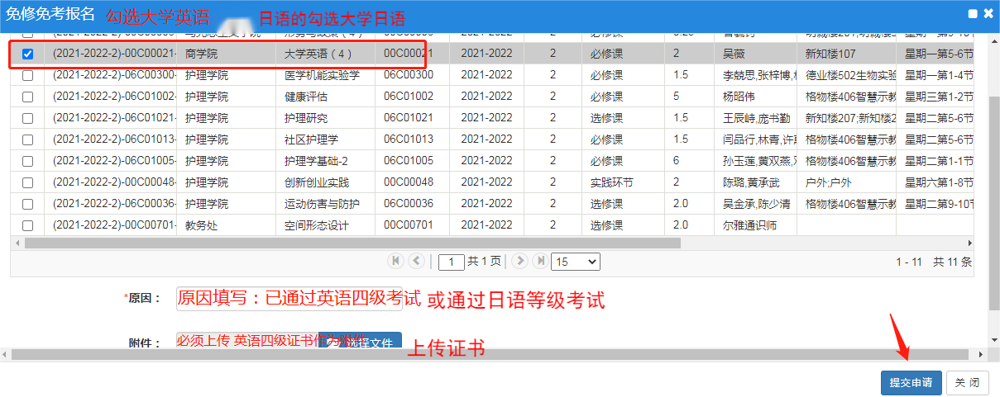 免修免考报名 勾选大学英语 日语的勾选大学日语
(2021-2022-2)-00C00021- 商学院 大学英语（4） 00C00021 2021-2022 2 必修课 2 吴薇 新知楼107 星期一第5-6节
(2021-2022-2)-06C00300- 护理学院 医学机能实验学 06C00300 2021-2022 2 必修课 1.5 李兢思,张梓博, 德业楼502生物实验 星期一第1-4节
(2021-2022-2)-06C01002- 护理学院 健康评估 06C01002 2021-2022 2 必修课 5 杨昭伟 格物楼406智慧示教 星期三第1-2节
(2021-2022-2)-06C01021- 护理学院 护理研究 06C01021 2021-2022 2 选修课 1.5 王辰峙,庞书勤 新知楼207;新知楼2 星期二第5-6节
(2021-2022-2)-06C01013- 护理学院 社区护理学 06C01013 2021-2022 2 必修课 1.5 闫品行,林青,许 格物楼406智慧示教 星期二第5-6节
(2021-2022-2)-06C01005- 护理学院 护理学基础-2 06C01005 2021-2022 2 必修课 6 孙玉莲,黄双燕, 格物楼406智慧示教 星期二第1-1节
(2021-2022-2)-00C00048- 护理学院 创新创业实践 00C00048 2021-2022 2 实践环节 2 陈璐,黄承武 户外;户外 星期六第1-8节
(2021-2022-2)-06C00036- 护理学院 运动伤害与防护 06C00036 2021-2022 2 选修课 2.0 吴金承,陈少清 格物楼406智慧示教 星期二第9-10节
(2021-2022-2)-00C00701- 教务处 空间形态设计 00C00701 2021-2022 2 选修课 2.0 尔雅通识师
1 共 1 页 15 1 - 11 共 11 条
*原因： 原因填写：已通过英语四级考试 或通过日语等级考试
附件： 必须上传 英语四级证书作为附件 选择文件 上传证书
提交申请 关 闭